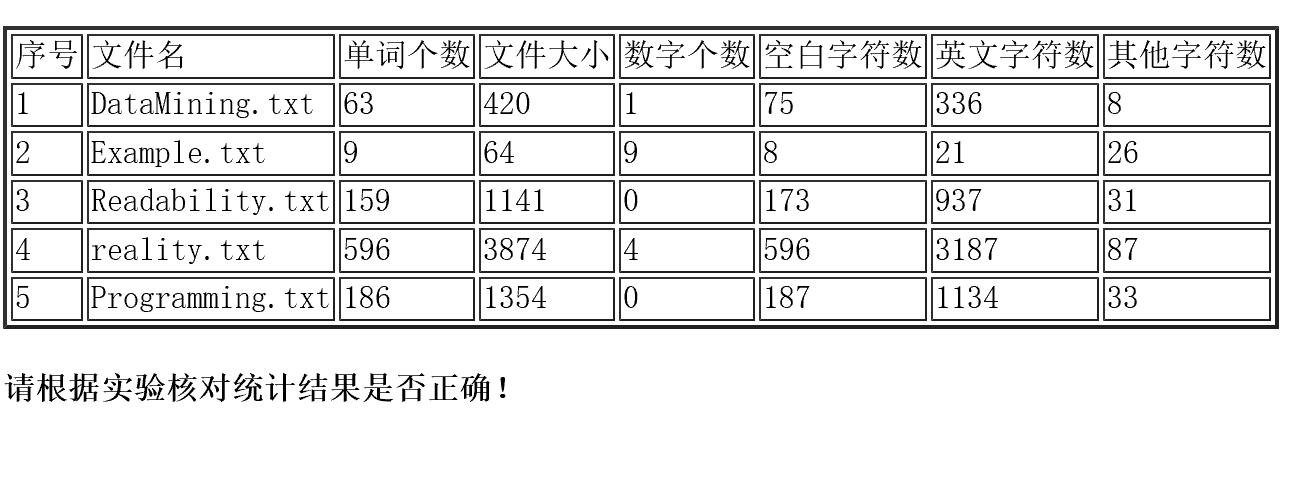 序号 文件名 单词个数 文件大小 数字个数 空白字符数 英文字符数 其他字符数
1 DataMining.txt 63 420 1 75 336 8
2 Example.txt 9 64 9 8 21 26
3 Readability.txt 159 1141 0 173 937 31
4 reality.txt 596 3874 4 596 3187 87
5 Programming.txt 186 1354 0 187 1134 33
请根据实验核对统计结果是否正确！